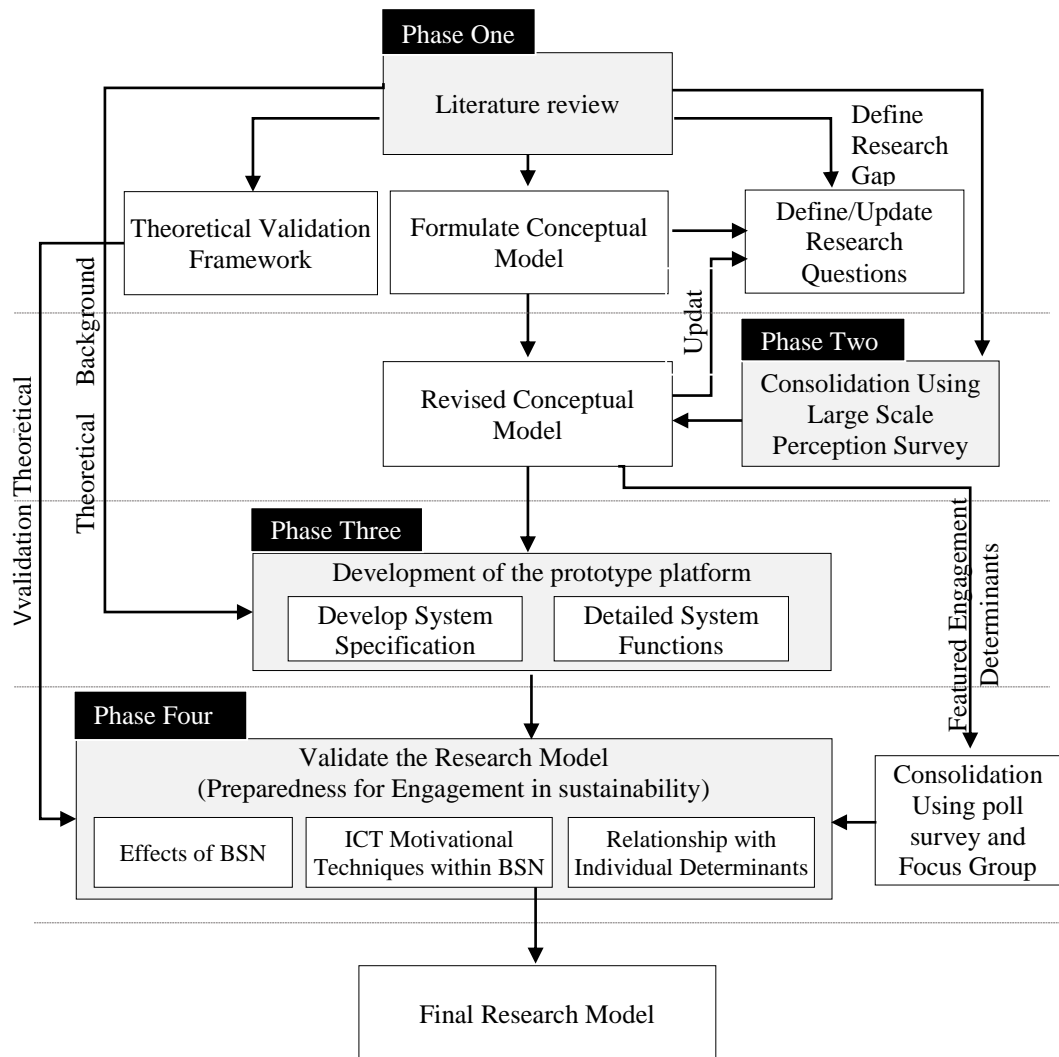 Phase One
Literature review
Define
Research
Gap
Theoretical Validation
Framework
Formulate Conceptual
Model
Define/Update
Research
Questions
Updat
Theoretical Background
Vvalidation Theoretical
Phase Two
Consolidation Using
Large Scale
Perception Survey
Revised Conceptual
Model
Phase Three
Development of the prototype platform
Develop System
Specification
Detailed System
Functions
Featured Engagement
Determinants
Phase Four
Validate the Research Model
(Preparedness for Engagement in sustainability)
Effects of BSN
ICT Motivational
Techniques within BSN
Relationship with
Individual Determinants
Consolidation
Using poll
survey and
Focus Group
Final Research Model